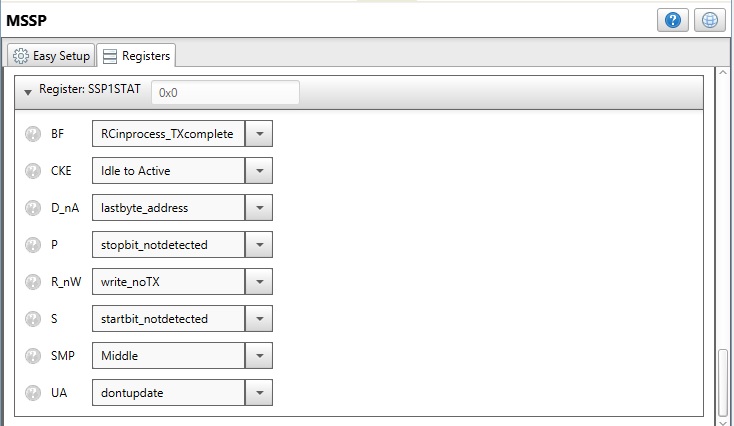 MSSP
Easy Setup
Registers
Register: SSP1STAT 0x0
BF RCinprocess_TXcomplete
CKE Idle to Active
D_nA lastbyte_address
P stopbit_notdetected
R_nW write_noTX
S startbit_notdetected
SMP Middle
UA dontupdate